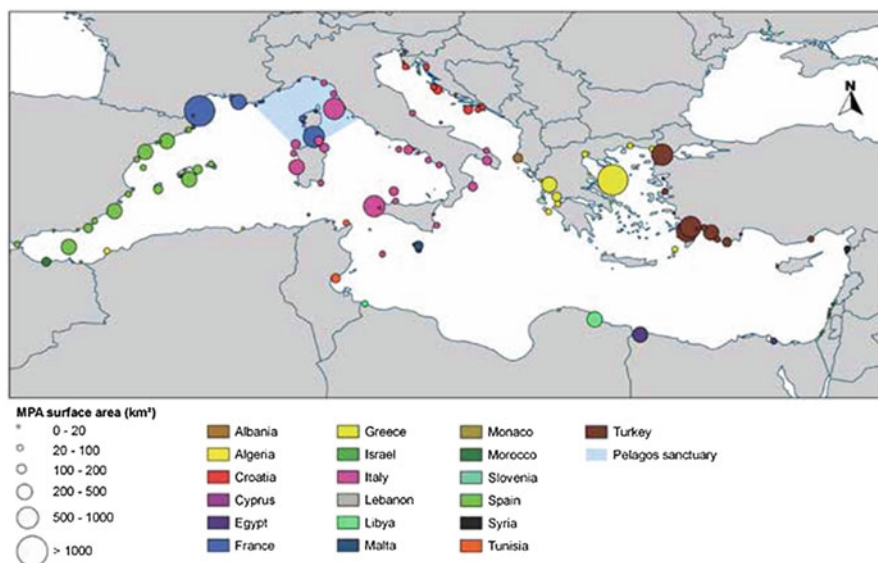 N
MPA surface area (km²)
0 - 20
20 - 100
100 - 200
200 - 500
500 - 1000
> 1000
Albania
Algeria
Croatia
Cyprus
Egypt
France
Greece
Israel
Italy
Lebanon
Libya
Malta
Monaco
Morocco
Slovenia
Spain
Syria
Tunisia
Turkey
Pelagos sanctuary